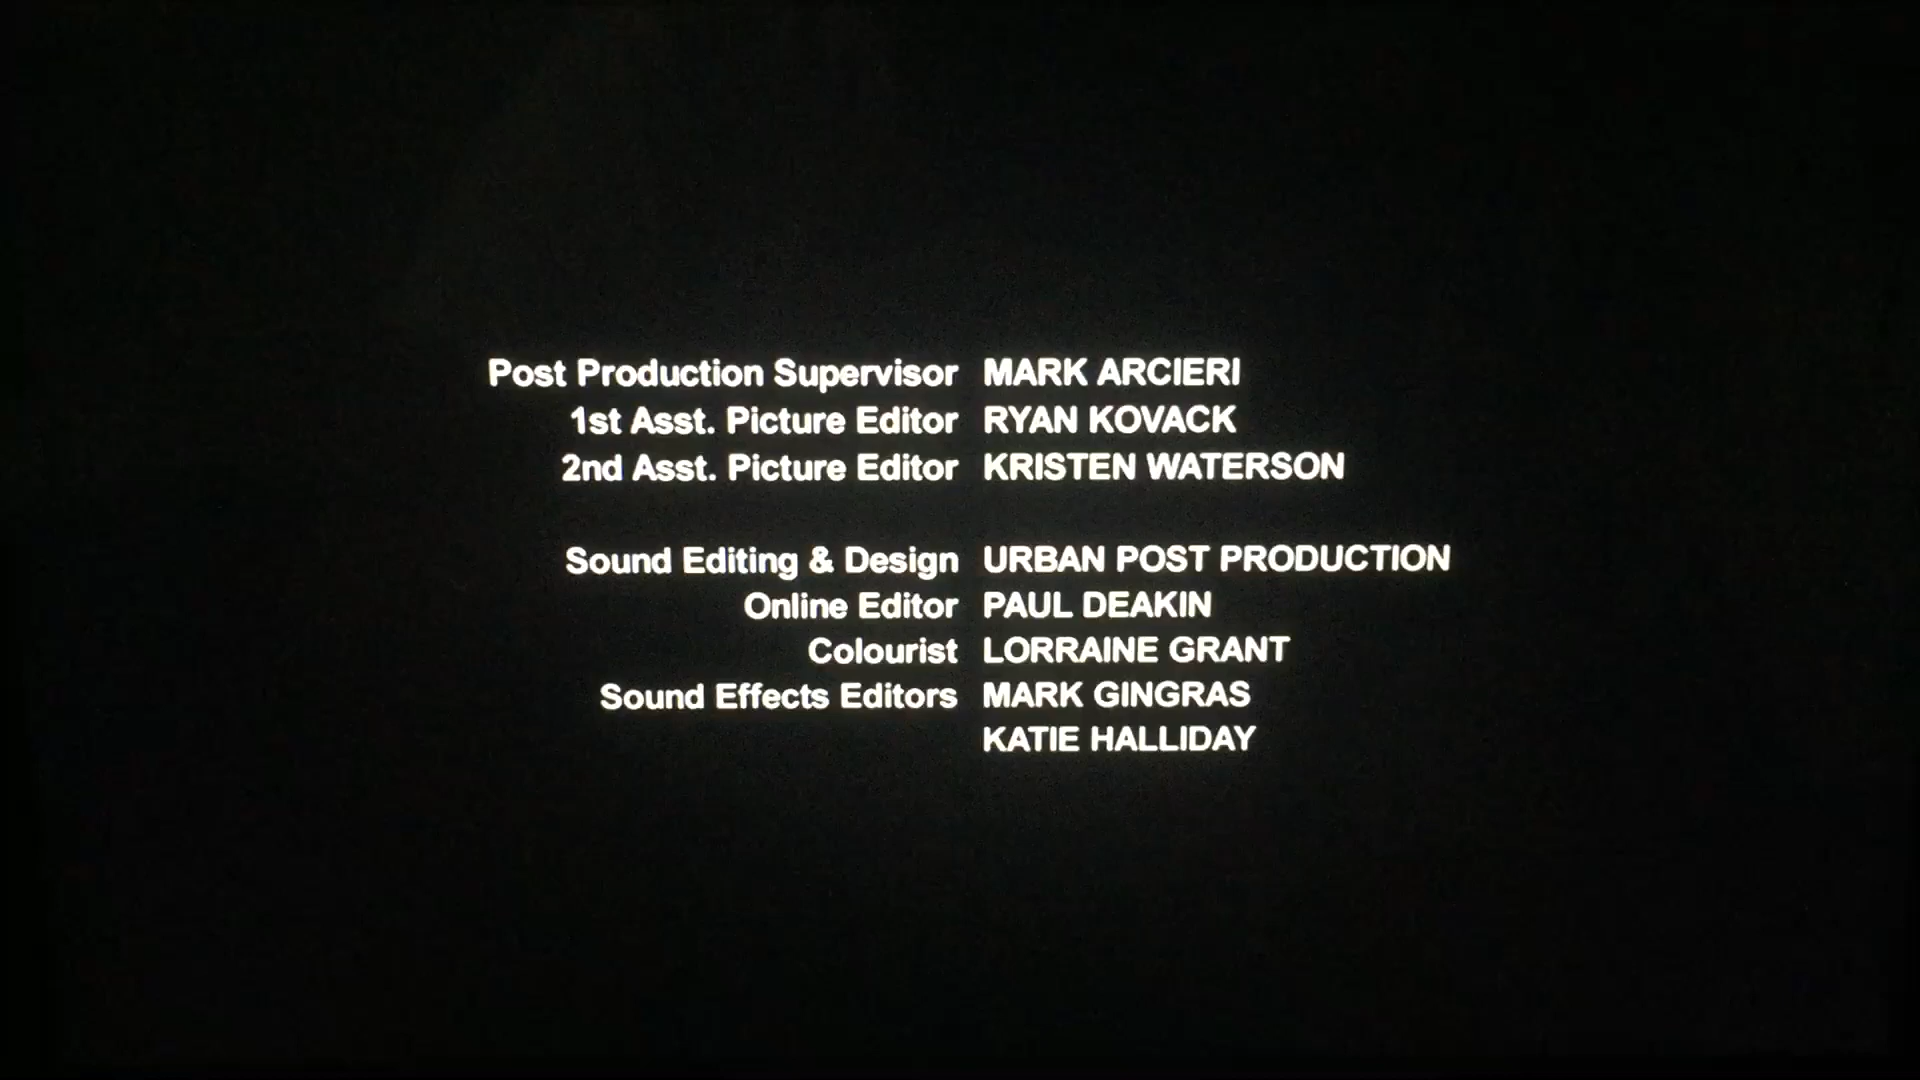 Post Production Supervisor MARK ARCIERI
1st Asst. Picture Editor RYAN KOVACK
2nd Asst. Picture Editor KRISTEN WATERSON
Sound Editing & Design URBAN POST PRODUCTION
Online Editor PAUL DEAKIN
Colourist LORRAINE GRANT
Sound Effects Editors MARK GINGRAS
KATIE HALLIDAY